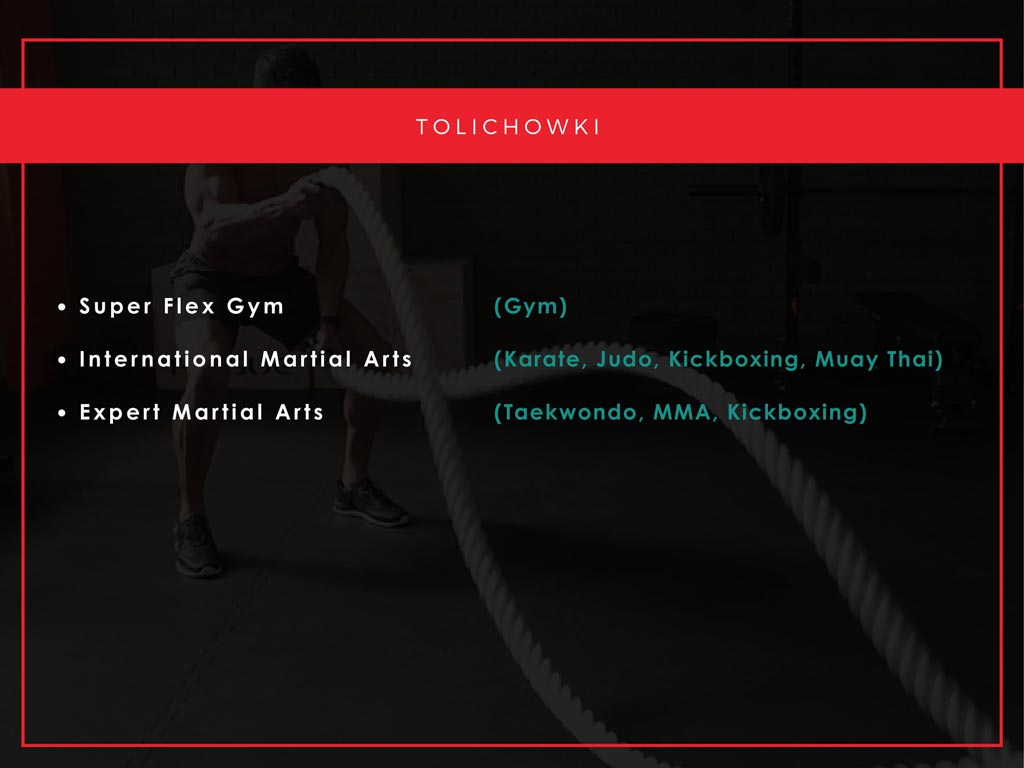 TOLICHOWKI
• Super Flex Gym (Gym)
• International Martial Arts (Karate, Judo, Kickboxing, Muay Thai)
• Expert Martial Arts (Taekwondo, MMA, Kickboxing)